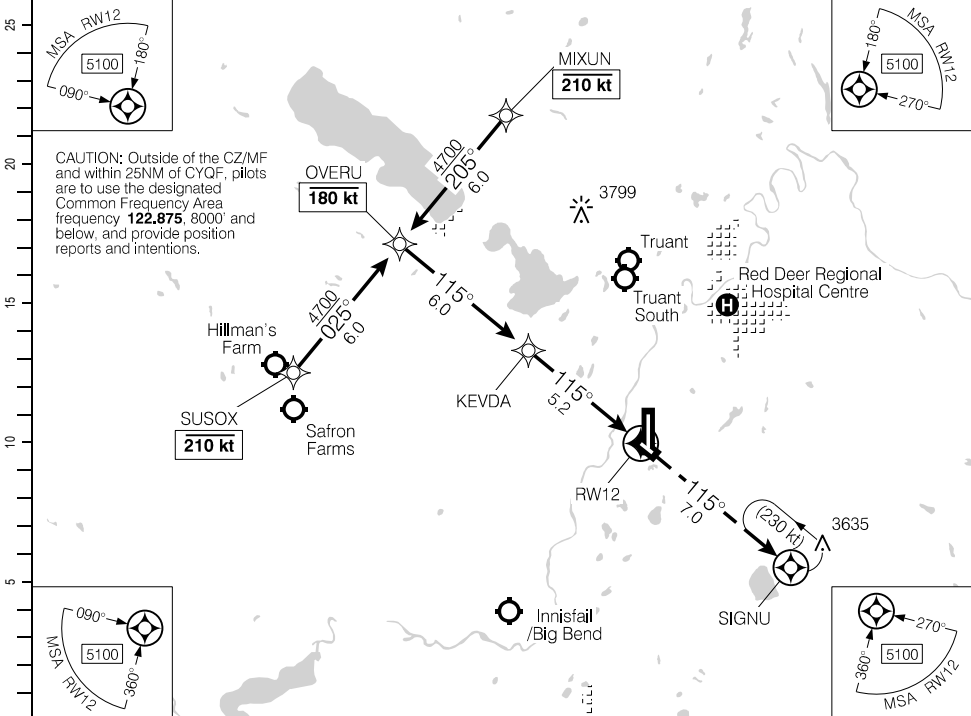 25
20
15
10
5
MSA RW12
5100
180°
090°
MIXUN
210 kt
MSA RW12
5100
180°
270°
CAUTION: Outside of the CZ/MF
and within 25NM of CYQF, pilots
are to use the designated
Common Frequency Area
frequency 122.875, 8000' and
below, and provide position
reports and intentions.
OVERU
180 kt
4700
205°
6.0
3799
Truant
Truant
South
Red Deer Regional
Hospital Centre
H
115°
6.0
4700
025°
6.0
Hillman's
Farm
SUSOX
210 kt
Safron
Farms
KEVDA
115°
5.2
RW12
115°
7.0
(230 kt)
3635
SIGNU
Innisfail
/Big Bend
090°
5100
360°
MSA RW12
270°
5100
360°
MSA RW12